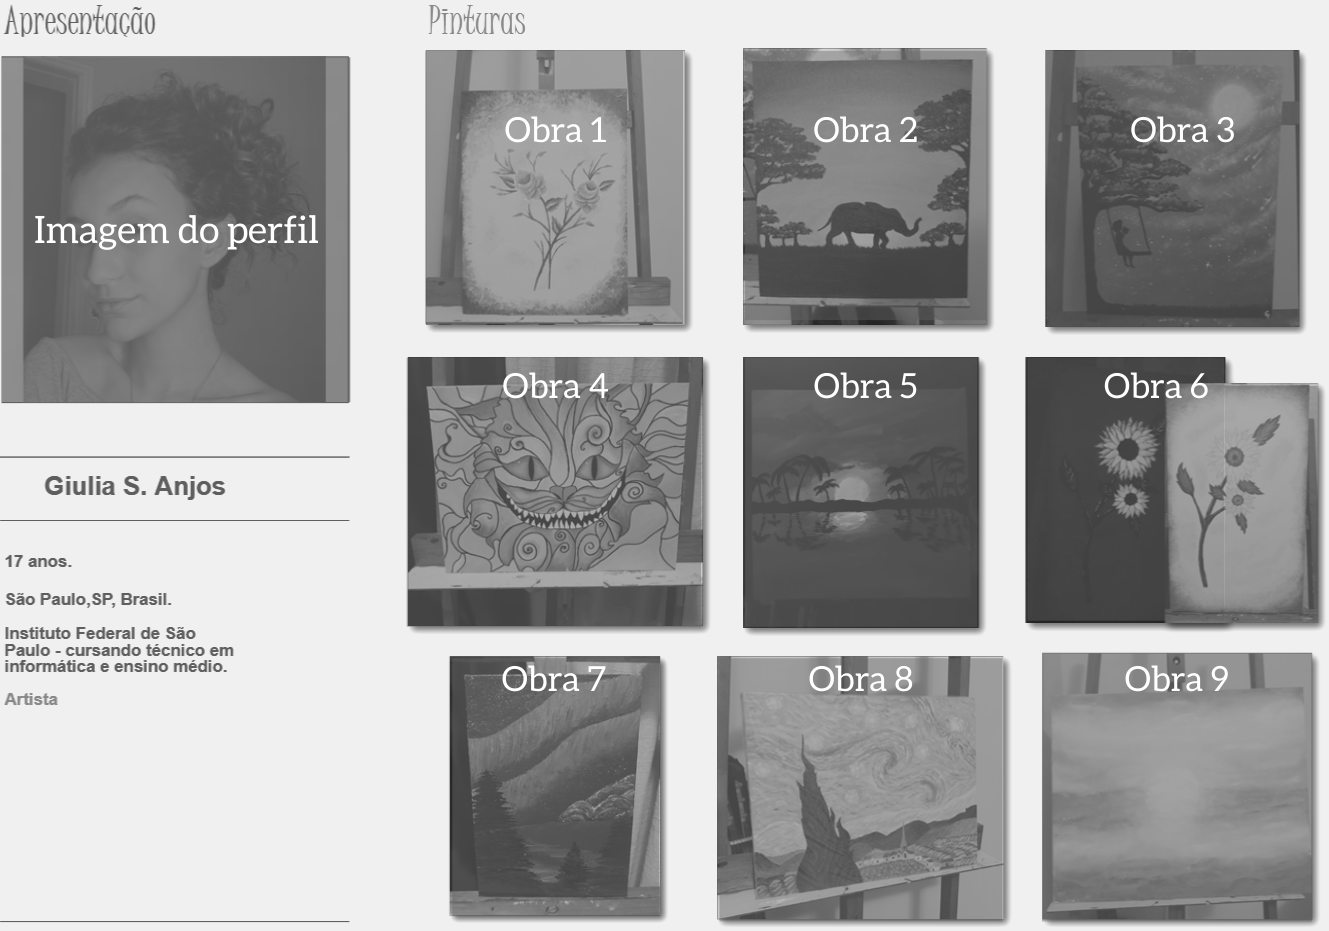 Apresentação
Imagem do perfil
Giulia S. Anjos
17 anos.
São Paulo,SP, Brasil.
Instituto Federal de São
Paulo - cursando técnico em
informática e ensino médio.
Artista
Pinturas
Obra 1
Obra 2
Obra 3
Obra 4
Obra 5
Obra 6
Obra 7
Obra 8
Obra 9